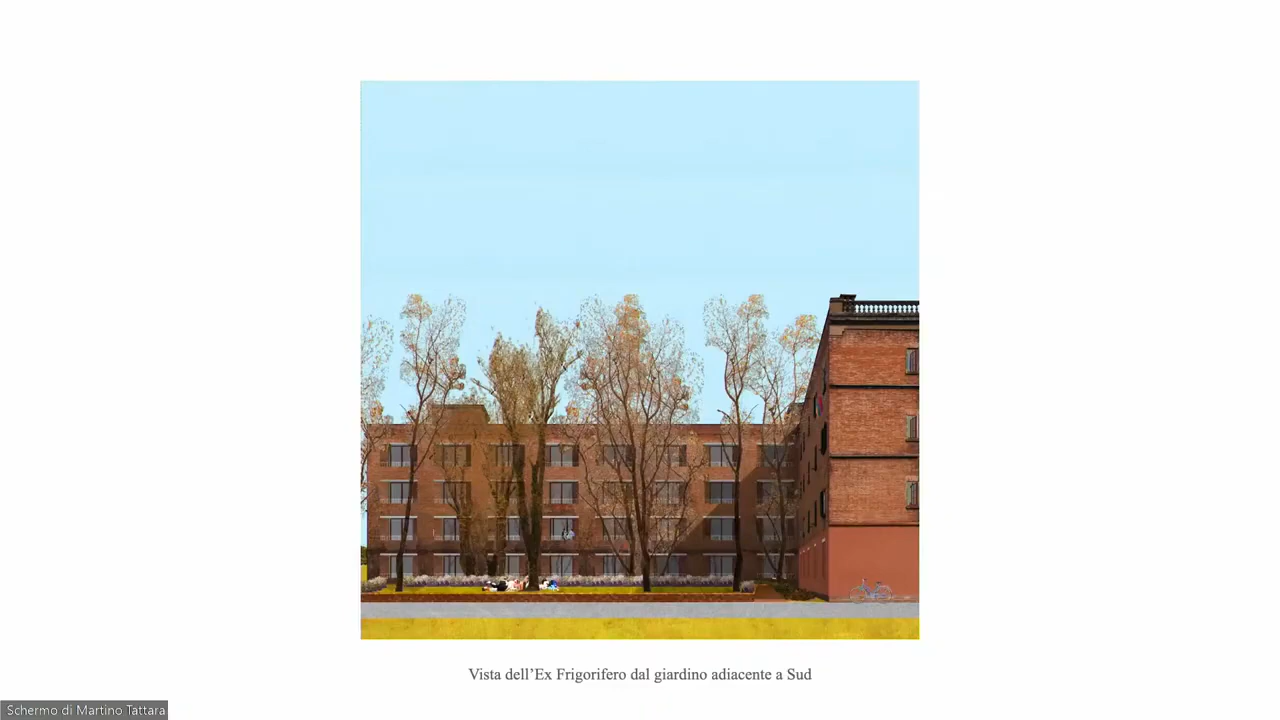 Vista dell’Ex Frigorifero dal giardino adiacente a Sud
Schermo di Martino Tattara